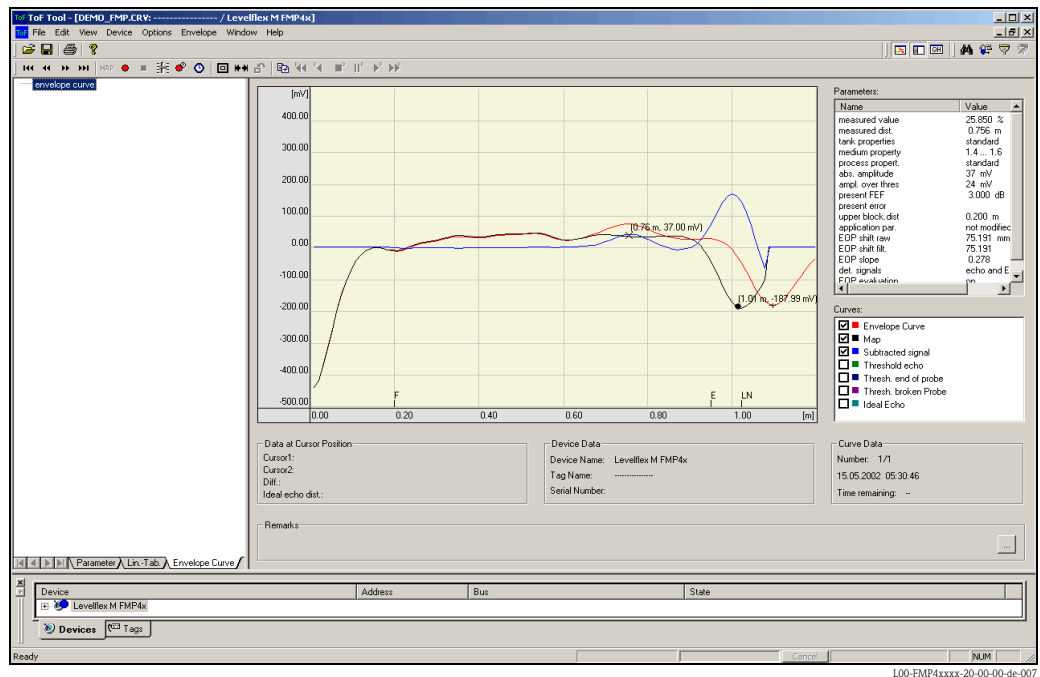 ToF Tool - [DEMO_FMP.CRV: ---------------- / Levelflex M FMP4x]
File Edit View Device Options Envelope Window Help
MAP
envelope curve
[mV]
400.00
300.00
200.00
100.00
0.00
-100.00
-200.00
-300.00
-400.00
-500.00
(0.76 m, 37.00 mV)
(1.01 m, -187.99 mV)
F E LN
0.00 0.20 0.40 0.60 0.80 1.00 [m]
Parameters:
Name Value
measured value 25.850 %
measured dist. 0.756 m
tank properties standard
medium property 1.4 ... 1.6
process propert. standard
abs. amplitude 37 mV
ampl. over thres 24 mV
present FEF 3.000 dB
present error
upper block.dist 0.200 m
application par. not modified
EOP shift raw 75.191 mm
EOP shift filt. 75.191
EOP slope 0.278
det. signals echo and E
EOP evaluation on
Curves:
Envelope Curve
Map
Subtracted signal
Threshold echo
Thresh. end of probe
Thresh. broken Probe
Ideal Echo
Data at Cursor Position
Cursor1:
Cursor2:
Diff.:
Ideal echo dist.:
Device Data
Device Name: Levelflex M FMP4x
Tag Name: ----------------
Serial Number:
Curve Data
Number: 1/1
15.05.2002 05:30:46
Time remaining: --
Remarks
...
Parameter Lin.-Tab. Envelope Curve
Device Address Bus State
Levelflex M FMP4x
Devices Tags
Ready Cancel NUM
L00-FMP4xxxx-20-00-00-de-007